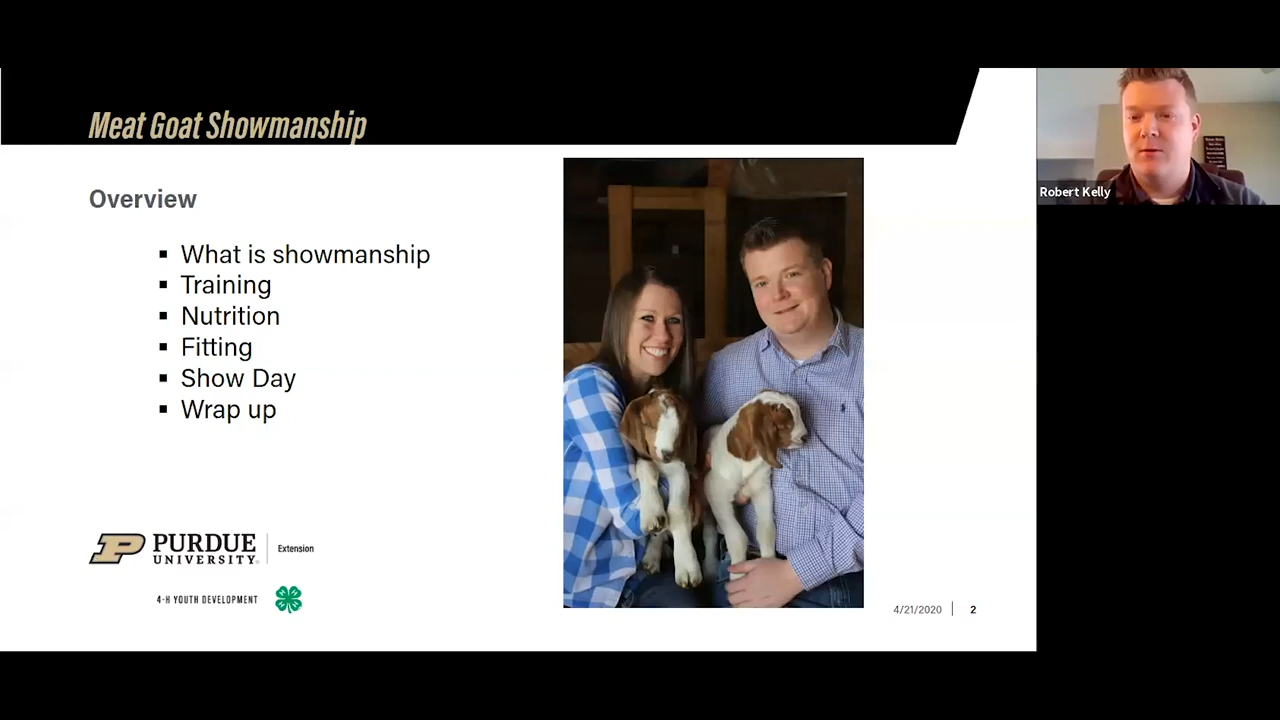 Meat Goat Showmanship
Overview
▪ What is showmanship
▪ Training
▪ Nutrition
▪ Fitting
▪ Show Day
▪ Wrap up
PURDUE UNIVERSITY® | Extension
4-H YOUTH DEVELOPMENT
4/21/2020 | 2
Robert Kelly